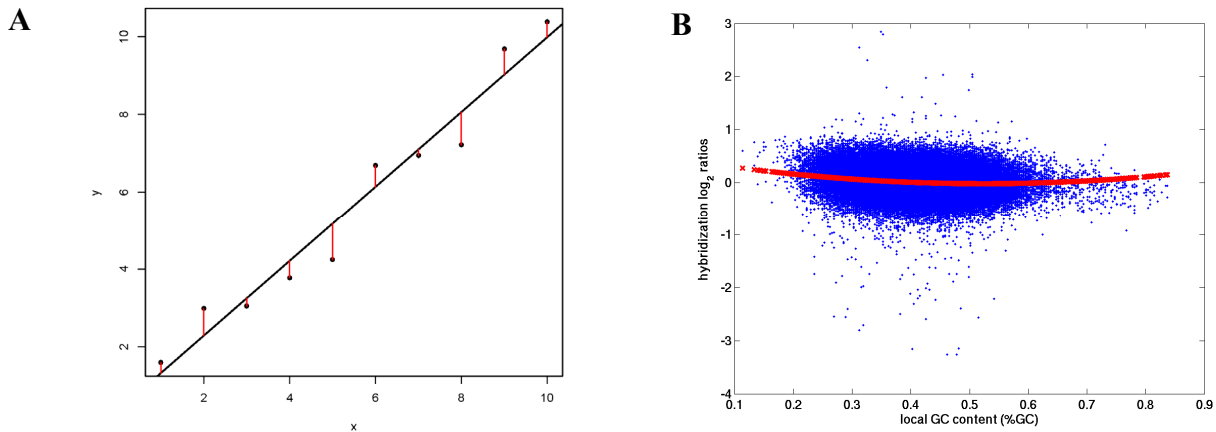 A
y
10
8
6
4
2
2 4 6 8 10
x
B
hybridization log2 ratios
3
2
1
0
-1
-2
-3
-4
0.1 0.2 0.3 0.4 0.5 0.6 0.7 0.8 0.9
local GC content (%GC)